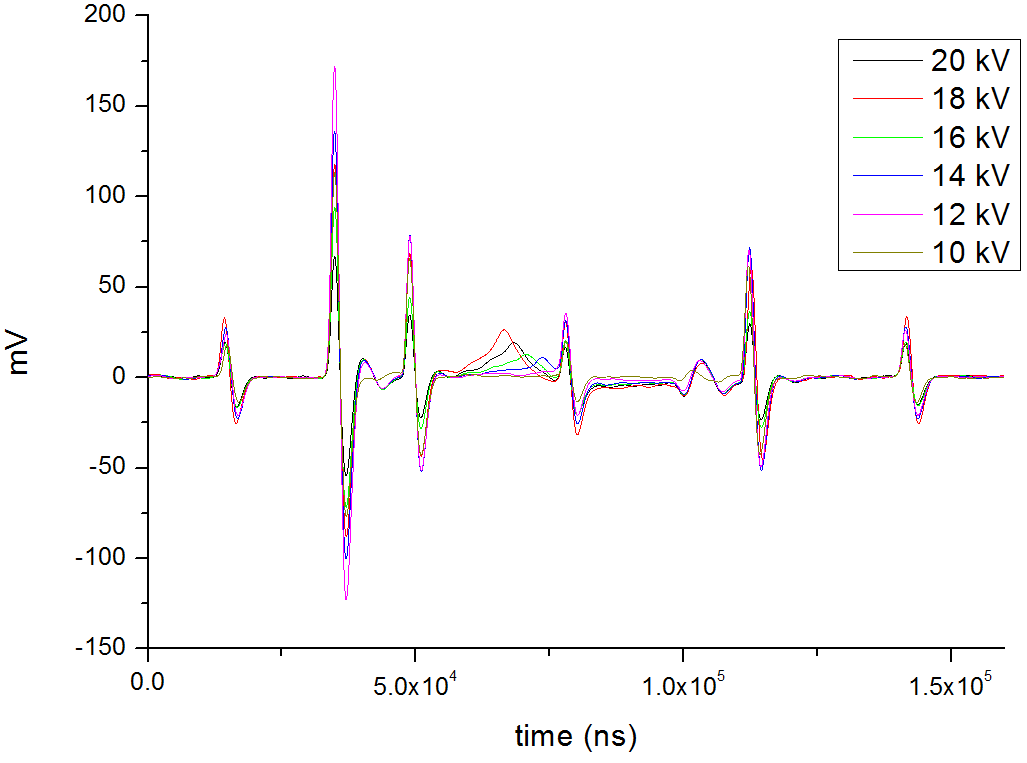 200
150
100
50
0
-50
-100
-150
mV
0.0
5.0x10⁴
1.0x10⁵
1.5x10⁵
time (ns)
20 kV
18 kV
16 kV
14 kV
12 kV
10 kV